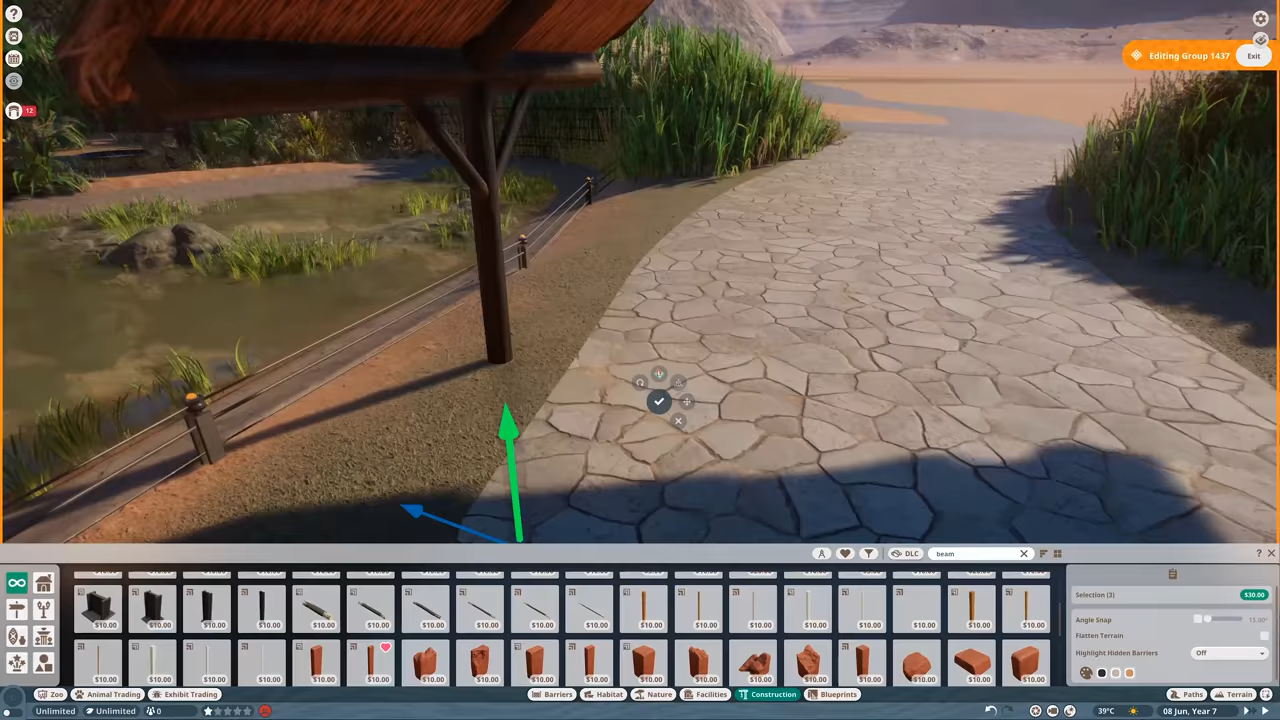 ?
Editing Group 1437
Exit
12
DLC
beam
?
$10.00 $10.00 $10.00 $10.00 $10.00 $10.00 $10.00 $10.00 $10.00 $10.00 $10.00 $10.00 $10.00 $10.00 $10.00 $10.00 $10.00 $10.00
$10.00 $10.00 $10.00 $10.00 $10.00 $10.00 $10.00 $10.00 $10.00 $10.00 $10.00 $10.00 $10.00 $10.00 $10.00 $10.00 $10.00 $10.00
Selection (3) $30.00
Angle Snap 15.00°
Flatten Terrain
Highlight Hidden Barriers Off
Zoo Animal Trading Exhibit Trading Barriers Habitat Nature Facilities Construction Blueprints Paths Terrain
Unlimited Unlimited 0 39°C 08 Jun, Year 7